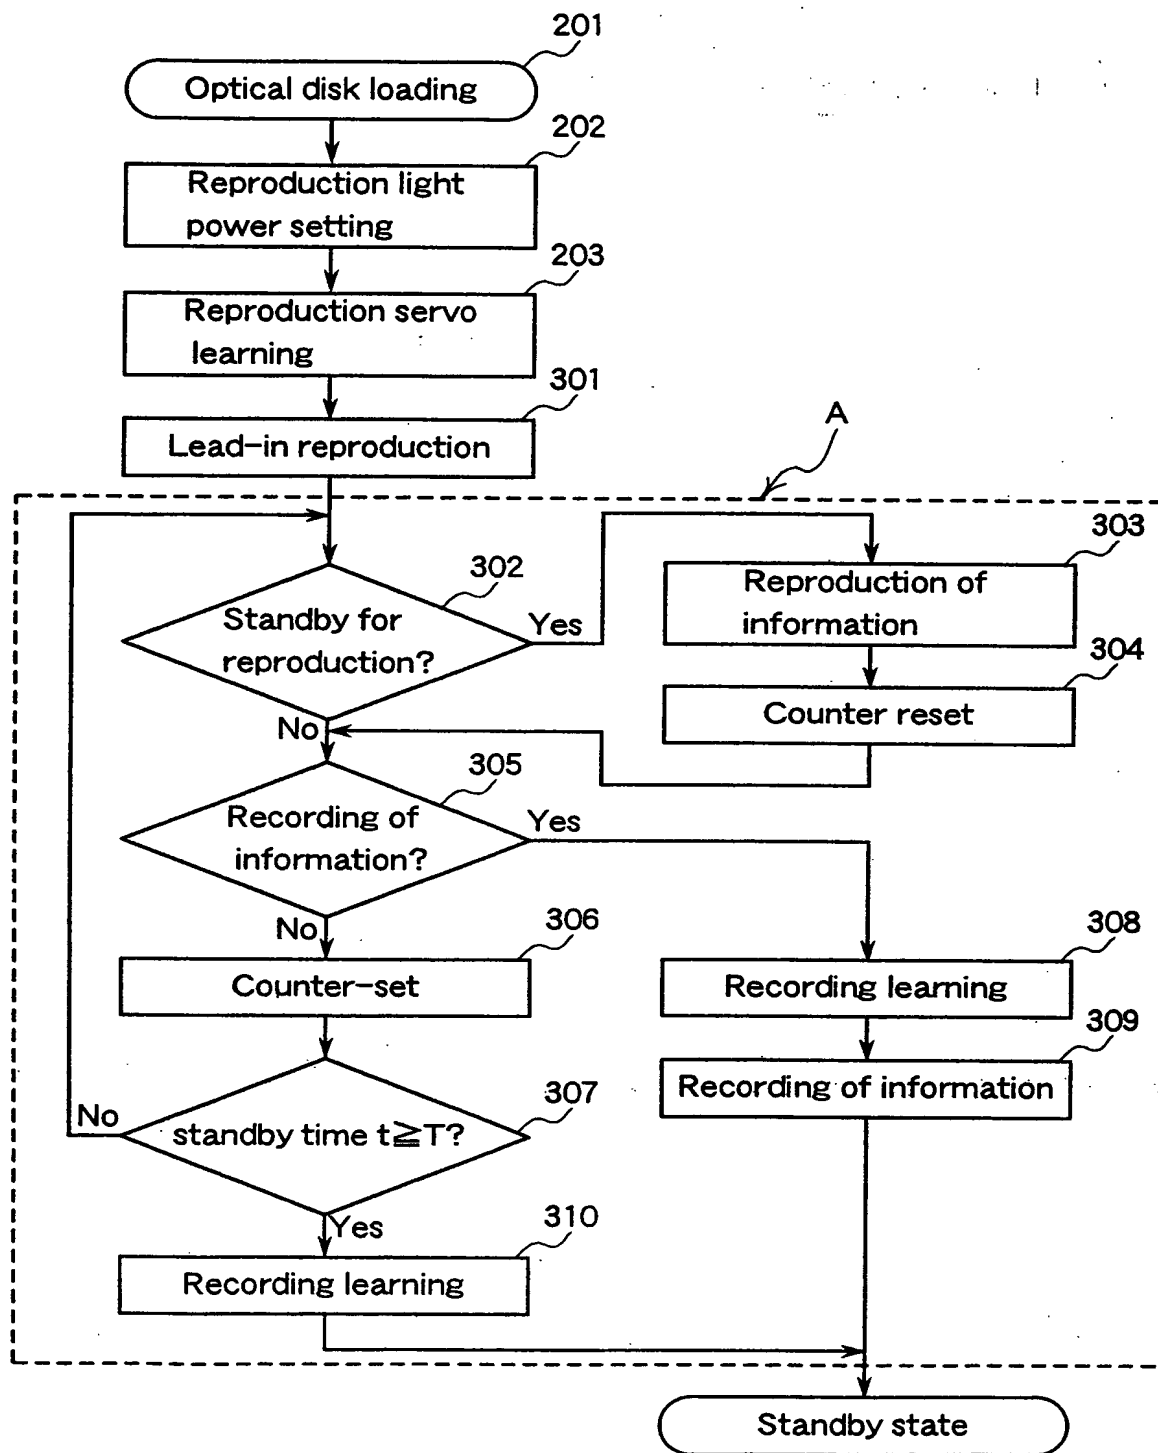 201
Optical disk loading
202
Reproduction light
power setting
203
Reproduction servo
learning
301
Lead-in reproduction
A
302
Standby for
reproduction?
Yes
No
303
Reproduction of
information
304
Counter reset
305
Recording of
information?
Yes
No
306
Counter-set
307
standby time t≧T?
No
Yes
308
Recording learning
309
Recording of information
310
Recording learning
Standby state